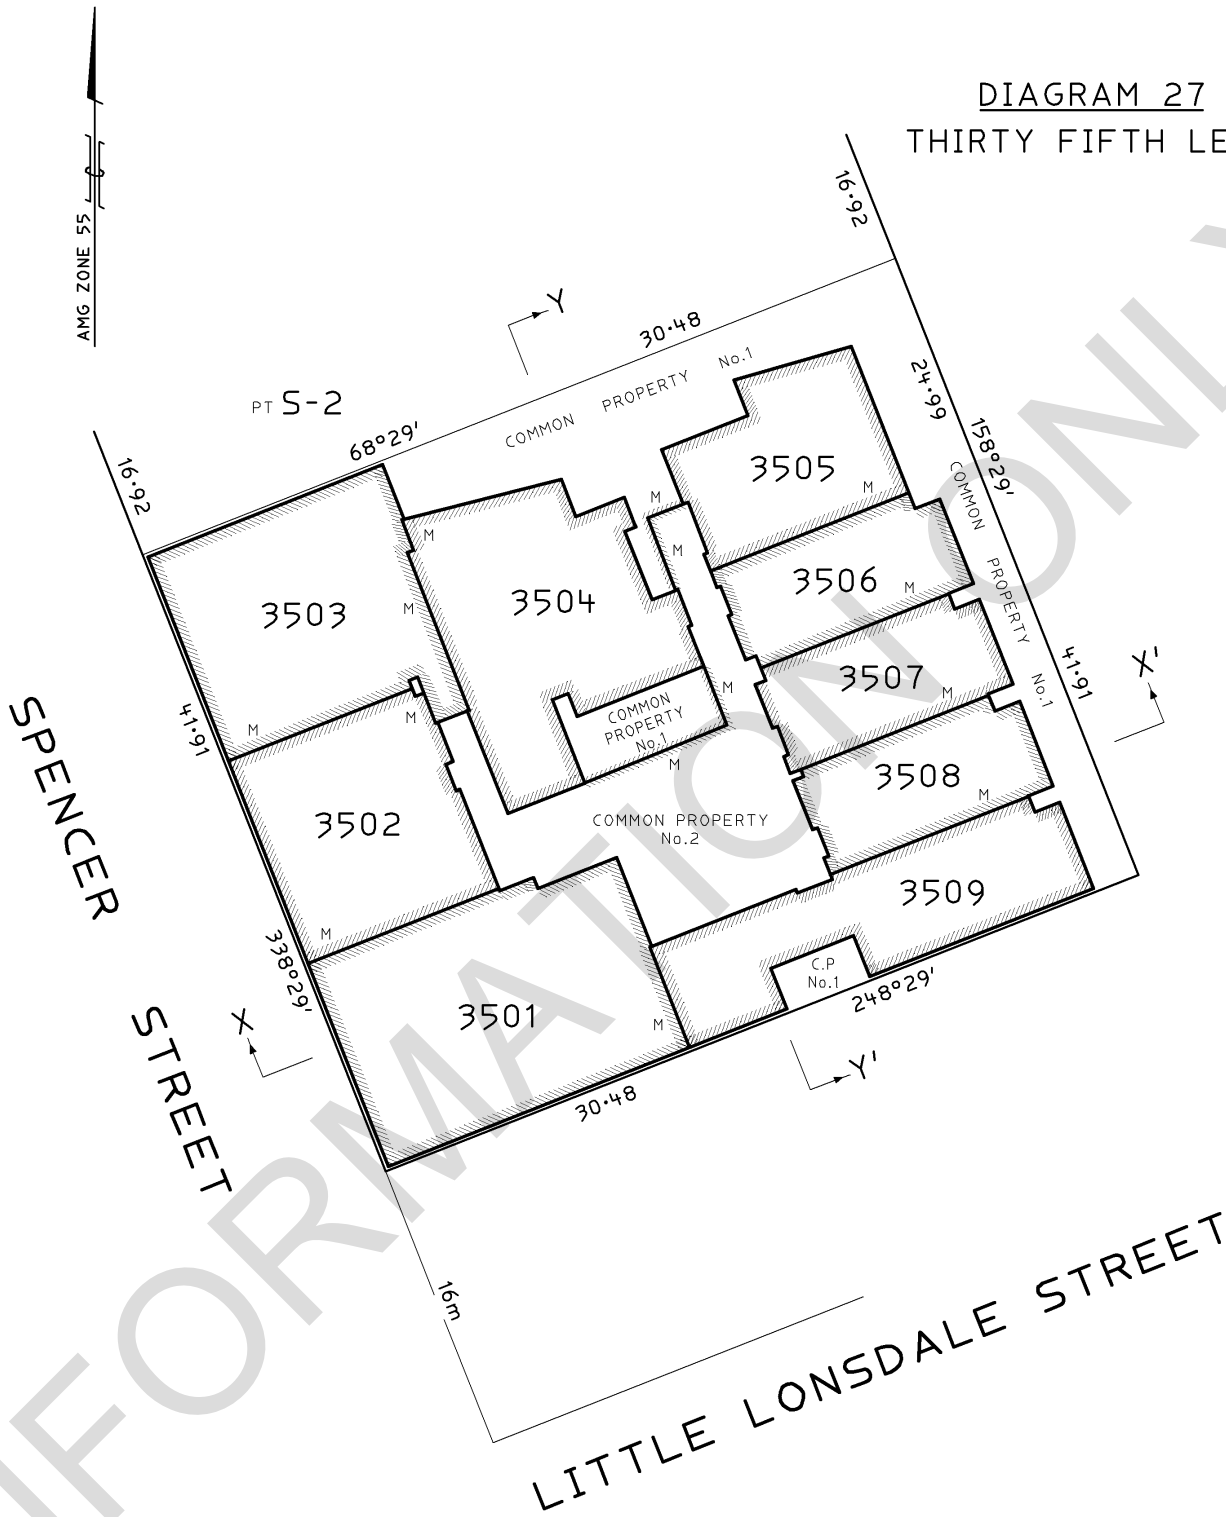 DIAGRAM 27
THIRTY FIFTH LE
AMG ZONE 55
16·92
Y
30·48
COMMON PROPERTY No.1
PT S-2
68°29'
16·92
24·99
158°29'
COMMON PROPERTY No.1
3505
M
M
M
M
3506
M
3503
M
3504
3507
M
M
41·91
X'
M
M
41·91
COMMON
PROPERTY
No.1
M
3508
M
3502
COMMON PROPERTY
No.2
SPENCER STREET
3509
M
338°29'
C.P
No.1
248°29'
3501
M
X
Y'
30·48
16m
LITTLE LONSDALE STREET
INFORMATION ONLY